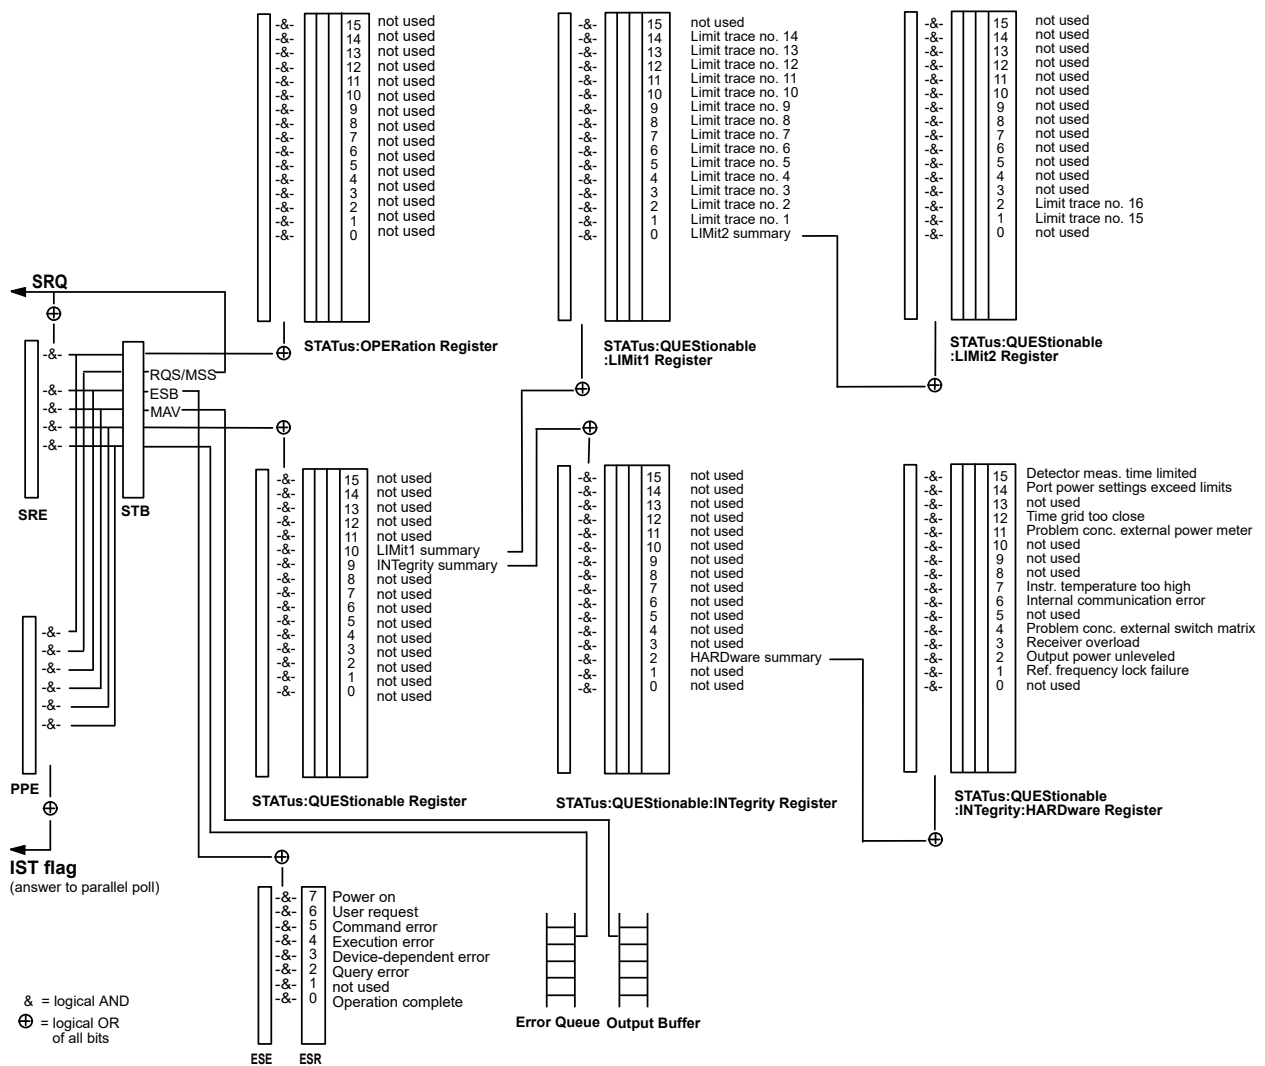 -&- 15 not used
-&- 14 not used
-&- 13 not used
-&- 12 not used
-&- 11 not used
-&- 10 not used
-&- 9 not used
-&- 8 not used
-&- 7 not used
-&- 6 not used
-&- 5 not used
-&- 4 not used
-&- 3 not used
-&- 2 not used
-&- 1 not used
-&- 0
STATus:OPERation Register
-&- 15 not used
-&- 14 Limit trace no. 14
-&- 13 Limit trace no. 13
-&- 12 Limit trace no. 12
-&- 11 Limit trace no. 11
-&- 10 Limit trace no. 10
-&- 9 Limit trace no. 9
-&- 8 Limit trace no. 8
-&- 7 Limit trace no. 7
-&- 6 Limit trace no. 6
-&- 5 Limit trace no. 5
-&- 4 Limit trace no. 4
-&- 3 Limit trace no. 3
-&- 2 Limit trace no. 2
-&- 1 Limit trace no. 1
-&- 0 LIMit2 summary
STATus:QUEStionable
:LIMit1 Register
-&- 15 not used
-&- 14 not used
-&- 13 not used
-&- 12 not used
-&- 11 not used
-&- 10 not used
-&- 9 not used
-&- 8 not used
-&- 7 not used
-&- 6 not used
-&- 5 not used
-&- 4 not used
-&- 3 not used
-&- 2 Limit trace no. 16
-&- 1 Limit trace no. 15
-&- 0 not used
STATus:QUEStionable
:LIMit2 Register
SRQ
-&-
-&-
-&-
-&-
-&-
RQS/MSS
ESB
MAV
SRE
STB
-&-
-&-
-&-
-&-
-&-
-&-
PPE
IST flag
(answer to parallel poll)
-&- 15 not used
-&- 14 not used
-&- 13 not used
-&- 12 not used
-&- 11 not used
-&- 10 LIMit1 summary
-&- 9 INTegrity summary
-&- 8 not used
-&- 7 not used
-&- 6 not used
-&- 5 not used
-&- 4 not used
-&- 3 not used
-&- 2 not used
-&- 1 not used
-&- 0 not used
STATus:QUEStionable Register
-&- 15 not used
-&- 14 not used
-&- 13 not used
-&- 12 not used
-&- 11 not used
-&- 10 not used
-&- 9 not used
-&- 8 not used
-&- 7 not used
-&- 6 not used
-&- 5 not used
-&- 4 not used
-&- 3 not used
-&- 2 HARDware summary
-&- 1 not used
-&- 0 not used
STATus:QUEStionable:INTegrity Register
-&- 15 Detector meas. time limited
-&- 14 Port power settings exceed limits
-&- 13 not used
-&- 12 Time grid too close
-&- 11 Problem conc. external power meter
-&- 10 not used
-&- 9 not used
-&- 8 not used
-&- 7 Instr. temperature too high
-&- 6 Internal communication error
-&- 5 not used
-&- 4 Problem conc. external switch matrix
-&- 3 Receiver overload
-&- 2 Output power unleveled
-&- 1 Ref. frequency lock failure
-&- 0 not used
STATus:QUEStionable
:INTegrity:HARDware Register
-&- 7 Power on
-&- 6 User request
-&- 5 Command error
-&- 4 Execution error
-&- 3 Device-dependent error
-&- 2 Query error
-&- 1 not used
-&- 0 Operation complete
ESE ESR
Error Queue Output Buffer
& = logical AND
⊕ = logical OR
of all bits